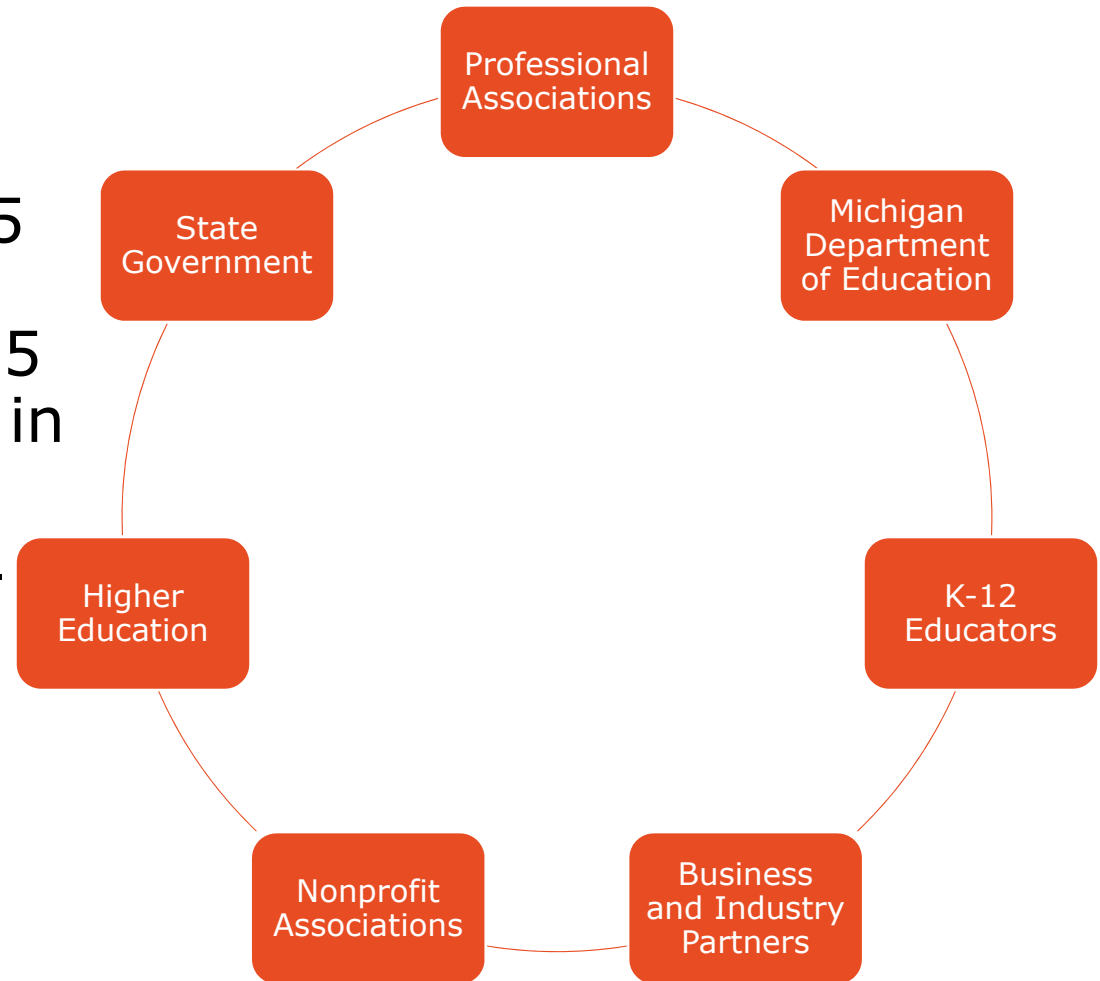 Professional
Associations
Michigan
Department
of Education
K-12
Educators
Business
and Industry
Partners
Nonprofit
Associations
Higher
Education
State
Government
5
5
in